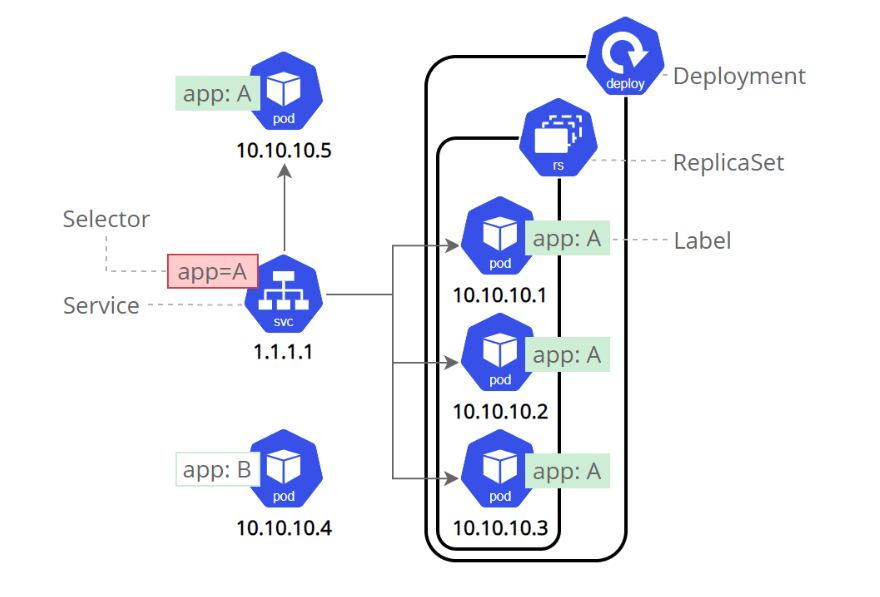 deploy
Deployment
app: A
pod
10.10.10.5
rs
ReplicaSet
Selector
app=A
Service
svc
1.1.1.1
pod
app: A
Label
10.10.10.1
pod
app: A
10.10.10.2
app: B
pod
10.10.10.4
pod
app: A
10.10.10.3